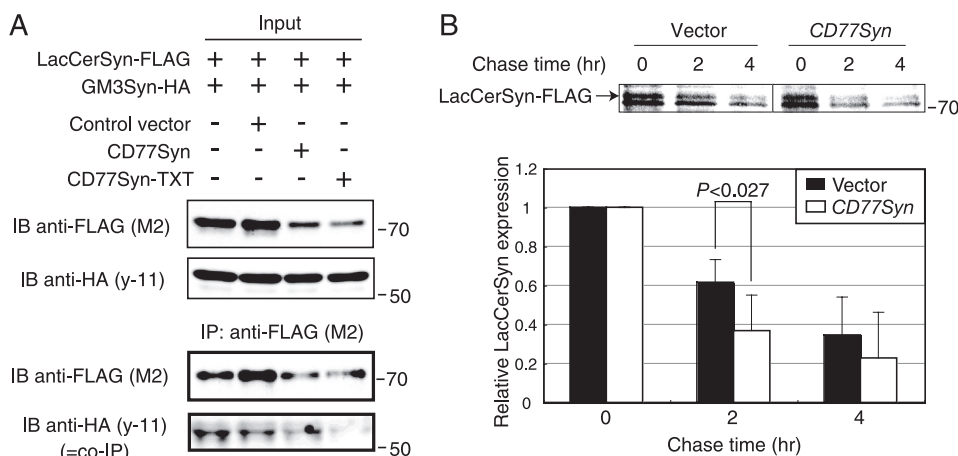 A
Input
LacCerSyn-FLAG + + + +
GM3Syn-HA + + + +
Control vector - + - -
CD77Syn - - + -
CD77Syn-TXT - - - +
IB anti-FLAG (M2) -70
IB anti-HA (y-11) -50
IP: anti-FLAG (M2)
IB anti-FLAG (M2) -70
IB anti-HA (y-11) -50
(=co-IP)
B
Vector CD77Syn
Chase time (hr) 0 2 4 0 2 4
LacCerSyn-FLAG -70
Relative LacCerSyn expression
1.2
1
0.8
0.6
0.4
0.2
0
P<0.027
Vector
CD77Syn
0 2 4
Chase time (hr)